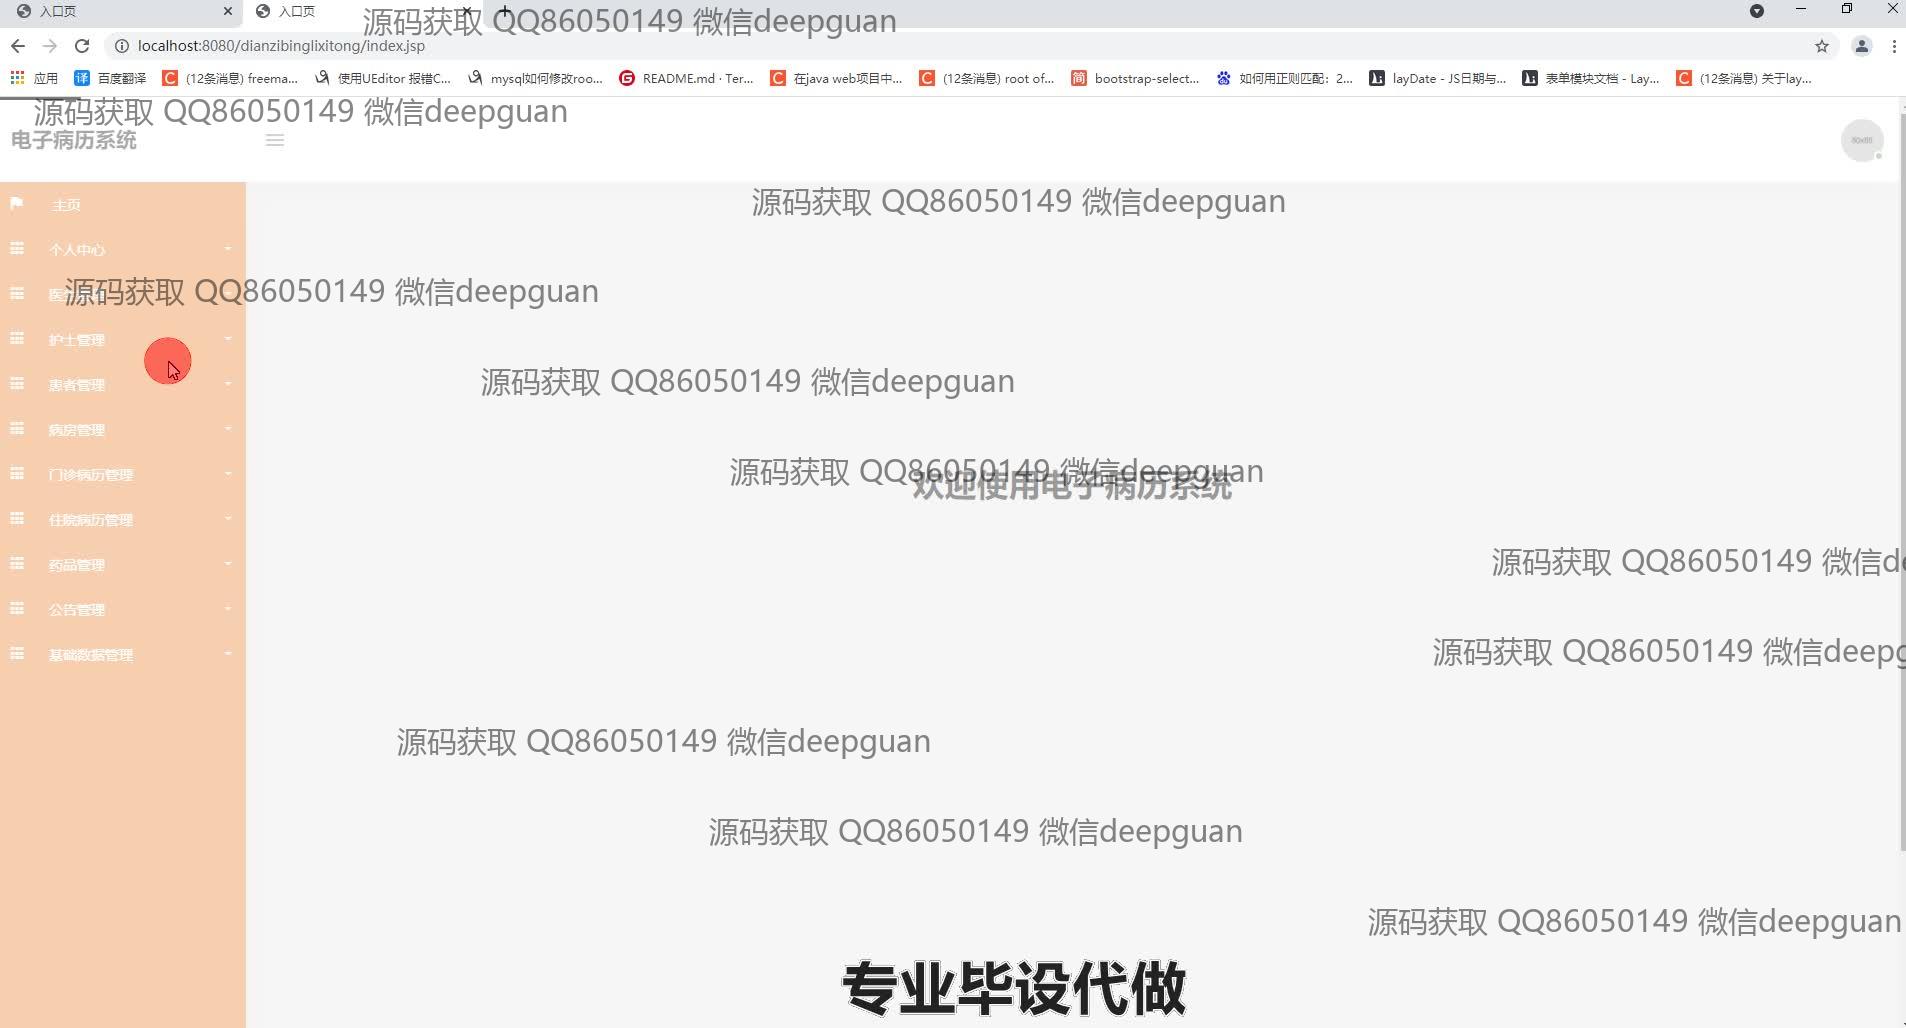 入口页
入口页
源码获取 QQ86050149 微信deepguan
localhost:8080/dianzibinglixitong/index.jsp
应用
百度翻译
(12条消息) freema...
使用UEditor 报错C...
mysql如何修改roo...
README.md · Ter...
在java web项目中...
(12条消息) root of...
bootstrap-select...
如何用正则匹配：2...
layDate - JS日期与...
表单模块文档 - Lay...
(12条消息) 关于lay...
源码获取 QQ86050149 微信deepguan
电子病历系统
源码获取 QQ86050149 微信deepguan
主页
个人中心
源码获取 QQ86050149 微信deepguan
护士管理
患者管理
源码获取 QQ86050149 微信deepguan
病房管理
门诊病历管理
源码获取 QQ86050149 微信deepguan
欢迎使用电子病历系统
住院病历管理
药品管理
源码获取 QQ86050149 微信de
公告管理
基础数据管理
源码获取 QQ86050149 微信deepg
源码获取 QQ86050149 微信deepguan
源码获取 QQ86050149 微信deepguan
源码获取 QQ86050149 微信deepguan
专业毕设代做